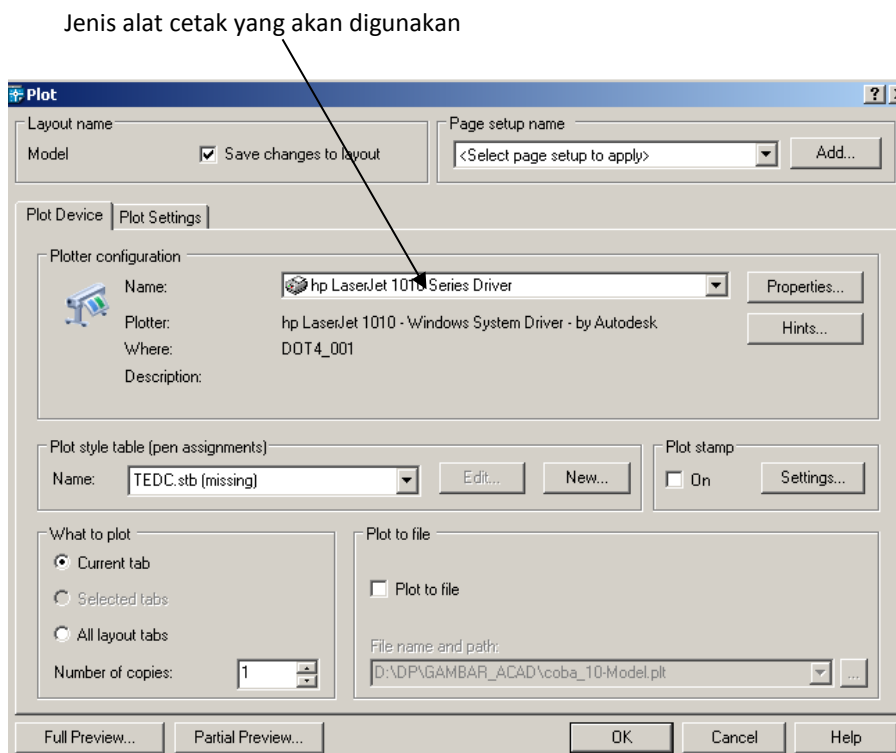 Jenis alat cetak yang akan digunakan
Plot
Layout name
Model
Save changes to layout
Page setup name
<Select page setup to apply>
Add...
Plot Device
Plot Settings
Plotter configuration
Name:
hp LaserJet 1010 Series Driver
Properties...
Plotter:
hp LaserJet 1010 - Windows System Driver - by Autodesk
Hints...
Where:
DOT4_001
Description:
Plot style table (pen assignments)
Name:
TEDC.stb (missing)
Edit...
New...
Plot stamp
On
Settings...
What to plot
Current tab
Selected tabs
All layout tabs
Number of copies:
1
Plot to file
Plot to file
File name and path:
D:\DP\GAMBAR_ACAD\coba_10-Model.plt
...
Full Preview...
Partial Preview...
OK
Cancel
Help